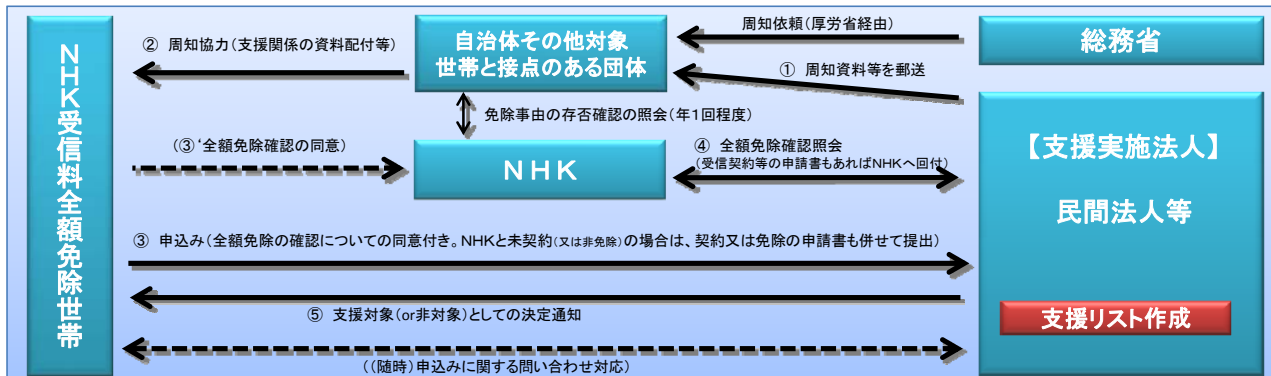 NHK受信料全額免除世帯
② 周知協力(支援関係の資料配付等)
自治体その他対象
世帯と接点のある団体
周知依頼(厚労省経由)
総務省
① 周知資料等を郵送
免除事由の存否確認の照会(年1回程度)
(③‘全額免除確認の同意)
NHK
④ 全額免除確認照会
(受信契約等の申請書もあればNHKへ回付)
【支援実施法人】
民間法人等
③ 申込み(全額免除の確認についての同意付き。NHKと未契約(又は非免除)の場合は、契約又は免除の申請書も併せて提出)
⑤ 支援対象(or非対象)としての決定通知
支援リスト作成
((随時)申込みに関する問い合わせ対応)